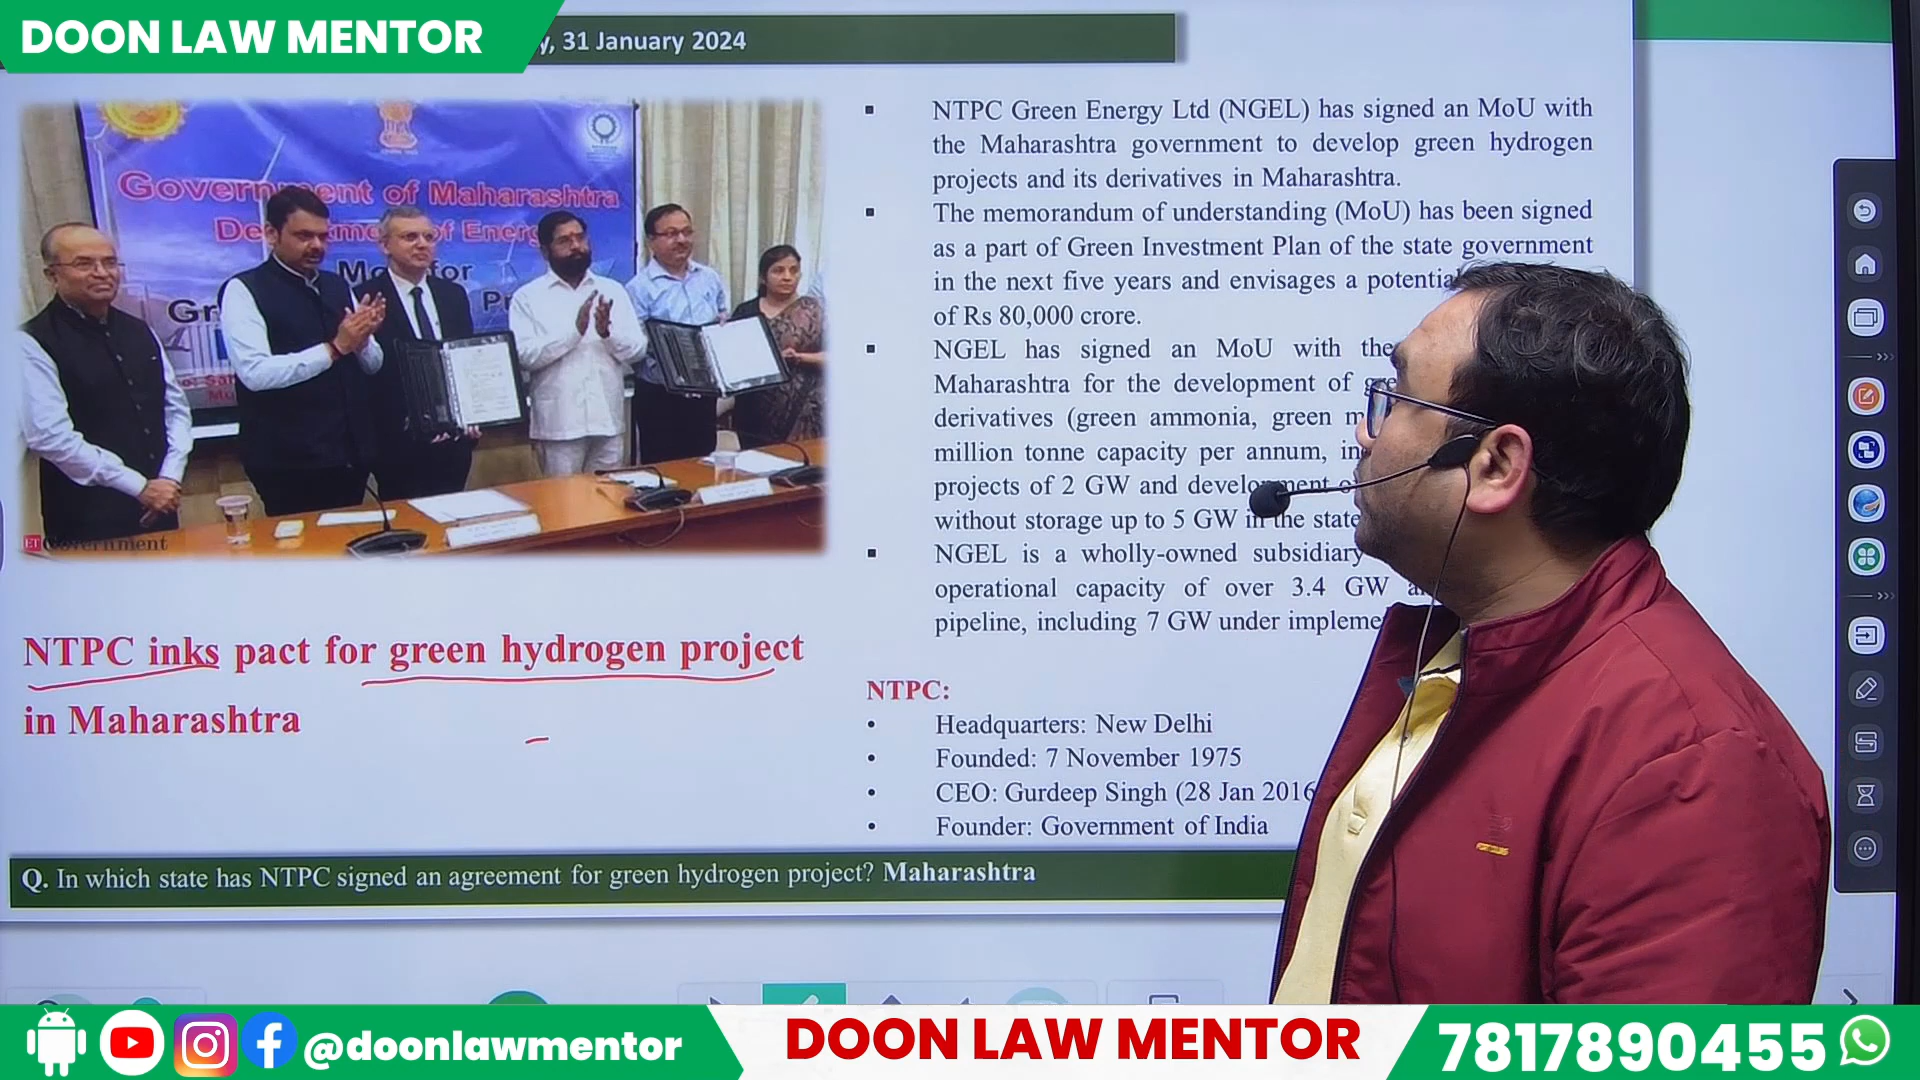 DOON LAW MENTOR
31 January 2024
Government of Maharashtra
of Energy
MoU for
ET Government
NTPC inks pact for green hydrogen project
in Maharashtra
NTPC Green Energy Ltd (NGEL) has signed an MoU with
the Maharashtra government to develop green hydrogen
projects and its derivatives in Maharashtra.
The memorandum of understanding (MoU) has been signed
as a part of Green Investment Plan of the state government
in the next five years and envisages a
of Rs 80,000 crore.
NGEL has signed an MoU with the
Maharashtra for the development of
derivatives (green ammonia, green
million tonne capacity per annum,
projects of 2 GW and development
without storage up to 5 GW in the state
NGEL is a wholly-owned subsidiary
operational capacity of over 3.4 GW
pipeline, including 7 GW under
NTPC:
• Headquarters: New Delhi
• Founded: 7 November 1975
• CEO: Gurdeep Singh (28 Jan 2016
• Founder: Government of India
Q. In which state has NTPC signed an agreement for green hydrogen project? Maharashtra
@doonlawmentor
DOON LAW MENTOR
7817890455